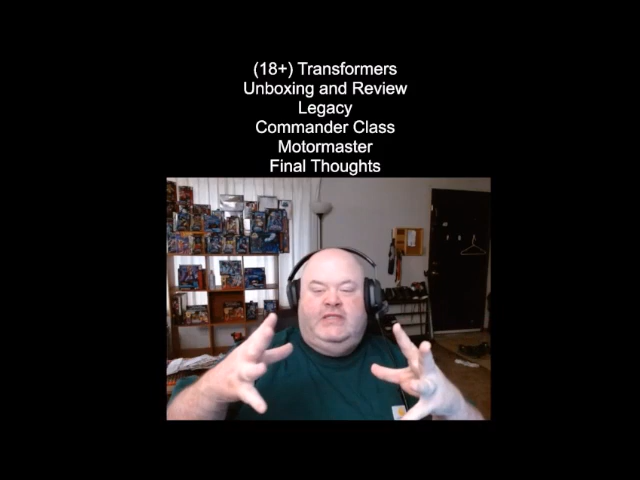 (18+) Transformers
Unboxing and Review
Legacy
Commander Class
Motormaster
Final Thoughts